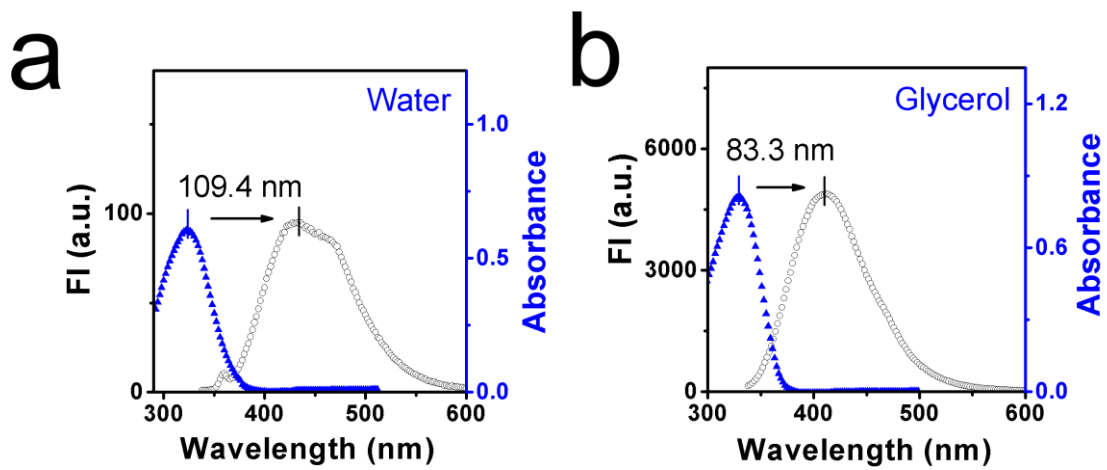 a
Water
109.4 nm
FI (a.u.)
100
0
1.0
0.5
0.0
Absorbance
300 400 500 600
Wavelength (nm)
b
Glycerol
83.3 nm
FI (a.u.)
6000
3000
0
1.2
0.6
0.0
Absorbance
300 400 500 600
Wavelength (nm)